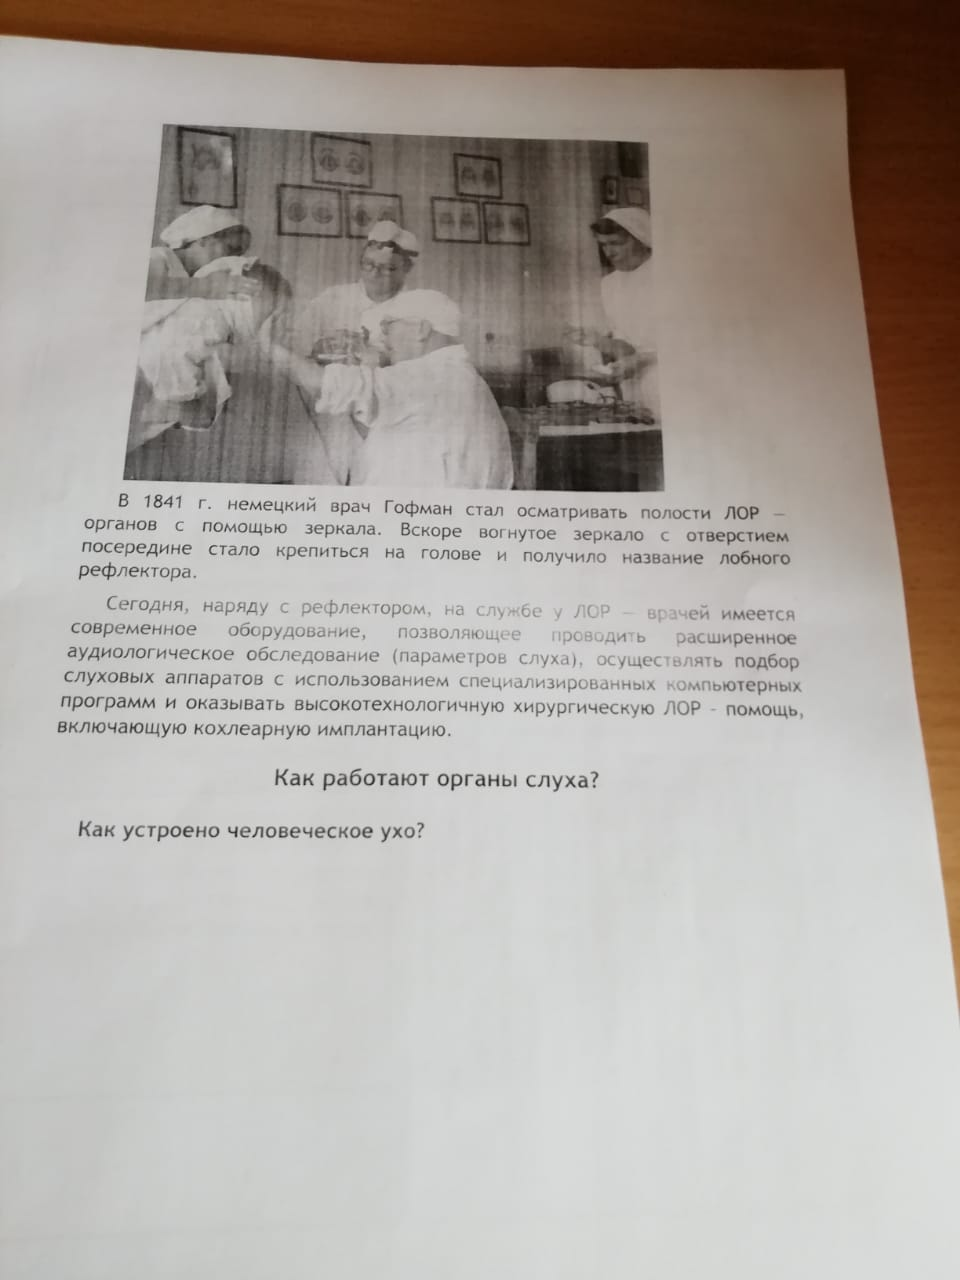 В 1841 г. немецкий врач Гофман стал осматривать полости ЛОР –
органов с помощью зеркала. Вскоре вогнутое зеркало с отверстием
посередине стало крепиться на голове и получило название лобного
рефлектора.
Сегодня, наряду с рефлектором, на службе у ЛОР – врачей имеется
современное оборудование, позволяющее проводить расширенное
аудиологическое обследование (параметров слуха), осуществлять подбор
слуховых аппаратов с использованием специализированных компьютерных
программ и оказывать высокотехнологичную хирургическую ЛОР - помощь,
включающую кохлеарную имплантацию.
Как работают органы слуха?
Как устроено человеческое ухо?